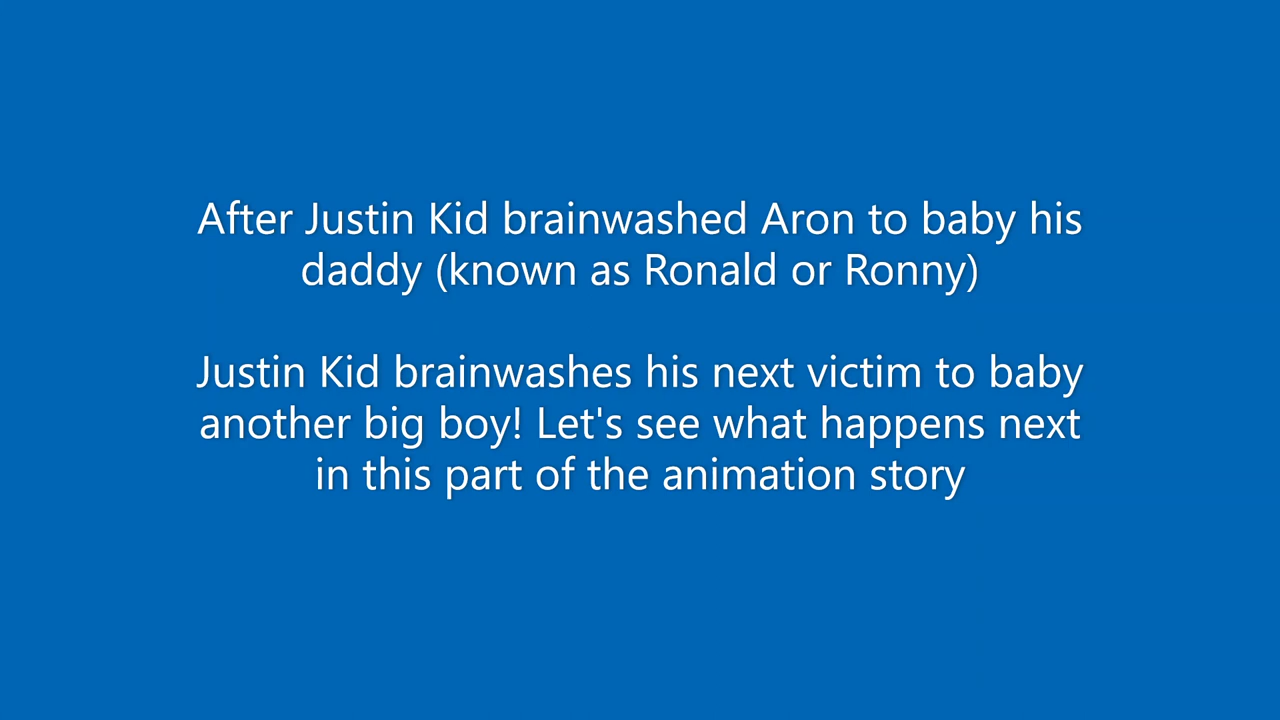 After Justin Kid brainwashed Aron to baby his
daddy (known as Ronald or Ronny)
Justin Kid brainwashes his next victim to baby
another big boy! Let's see what happens next
in this part of the animation story